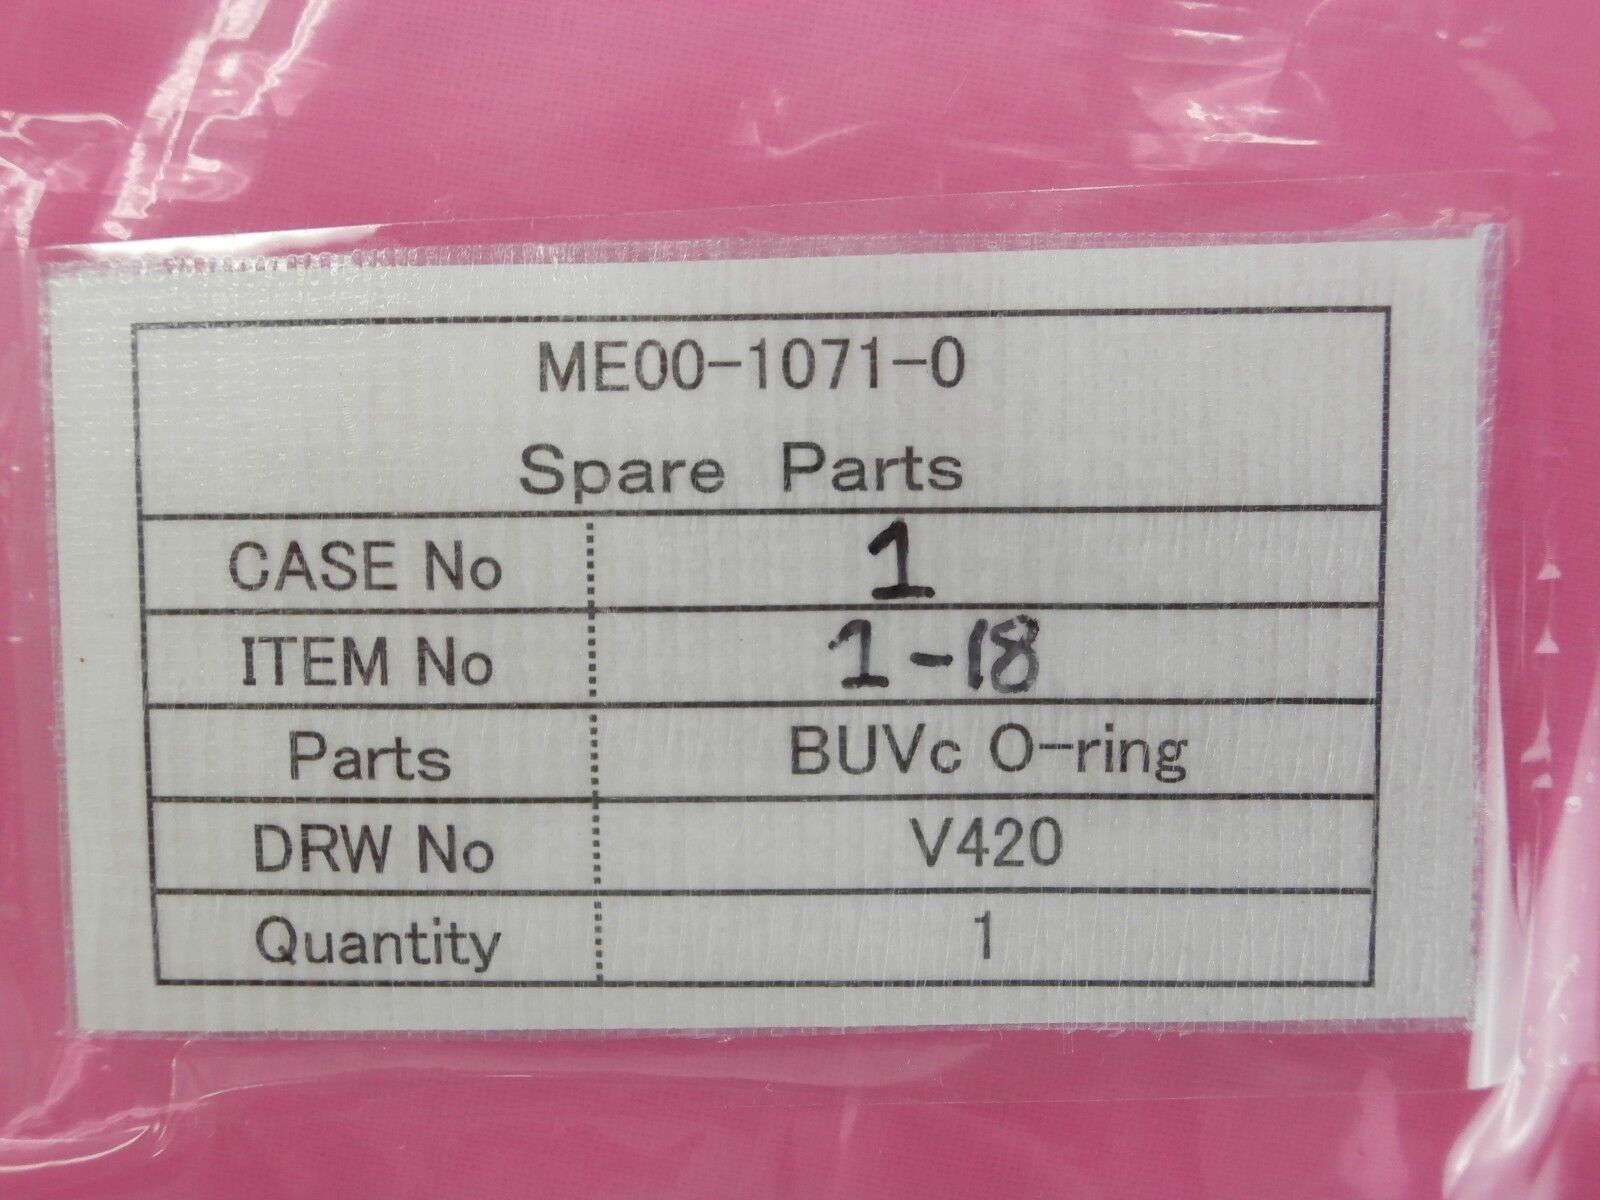 ME00-1071-0
Spare Parts
CASE No 1
ITEM No 1-18
Parts BUVc O-ring
DRW No V420
Quantity 1